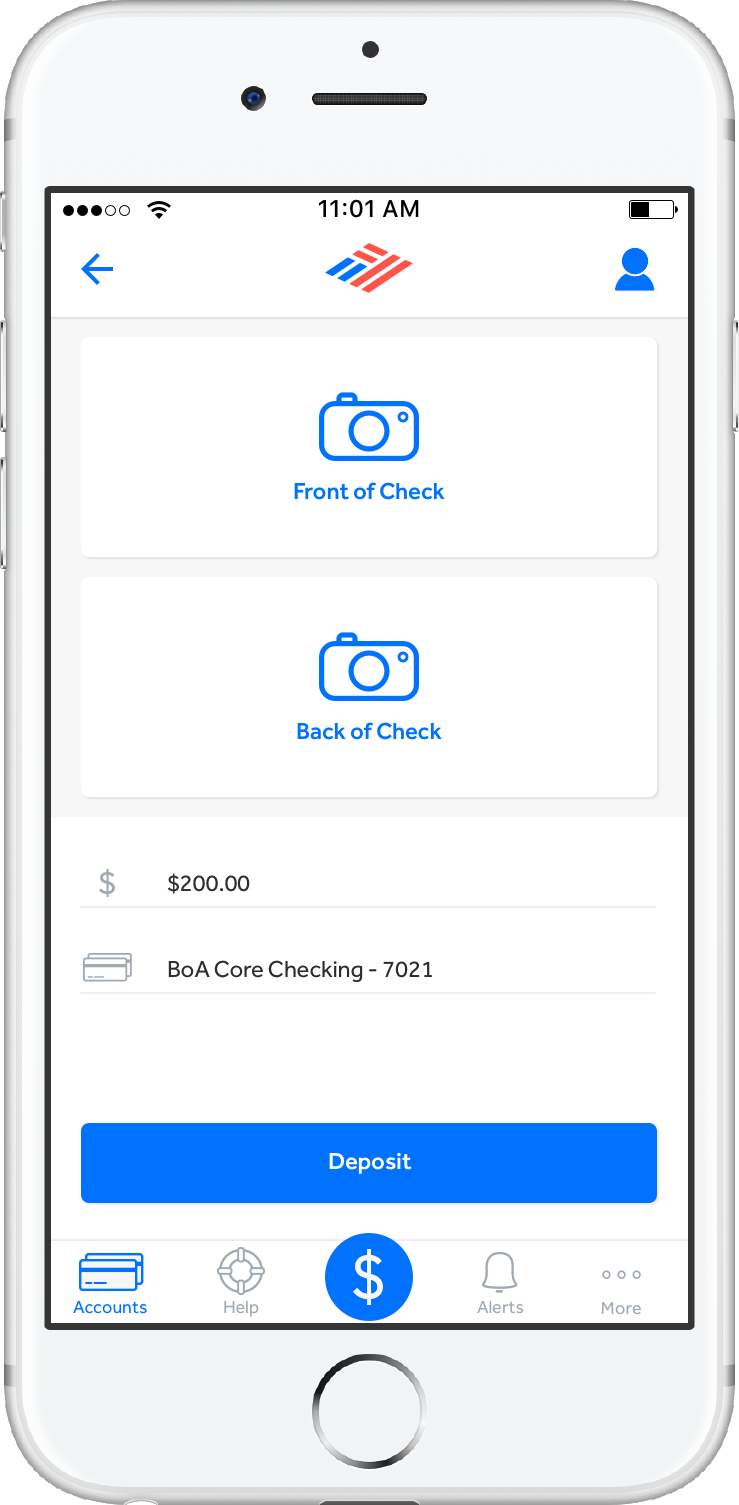 11:01 AM
Front of Check
Back of Check
$ $200.00
BoA Core Checking - 7021
Deposit
$
Accounts Help Alerts More